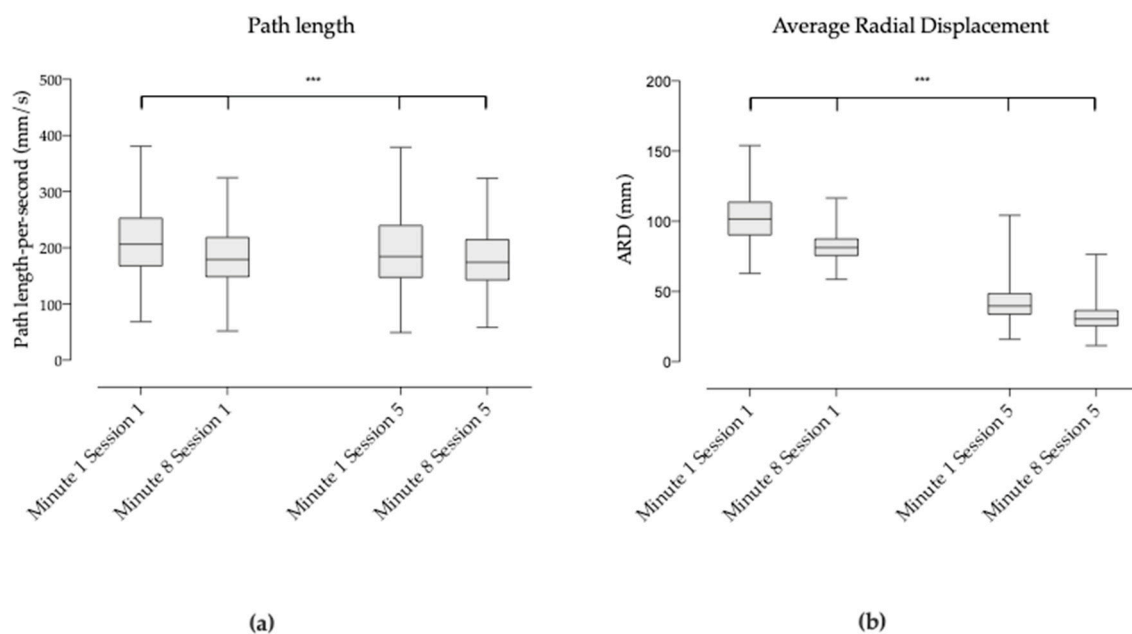 Path length
***
500
400
300
200
100
0
Path length-per-second (mm/s)
Minute 1 Session 1
Minute 8 Session 1
Minute 1 Session 5
Minute 8 Session 5
(a)
Average Radial Displacement
***
200
150
100
50
0
ARD (mm)
Minute 1 Session 1
Minute 8 Session 1
Minute 1 Session 5
Minute 8 Session 5
(b)